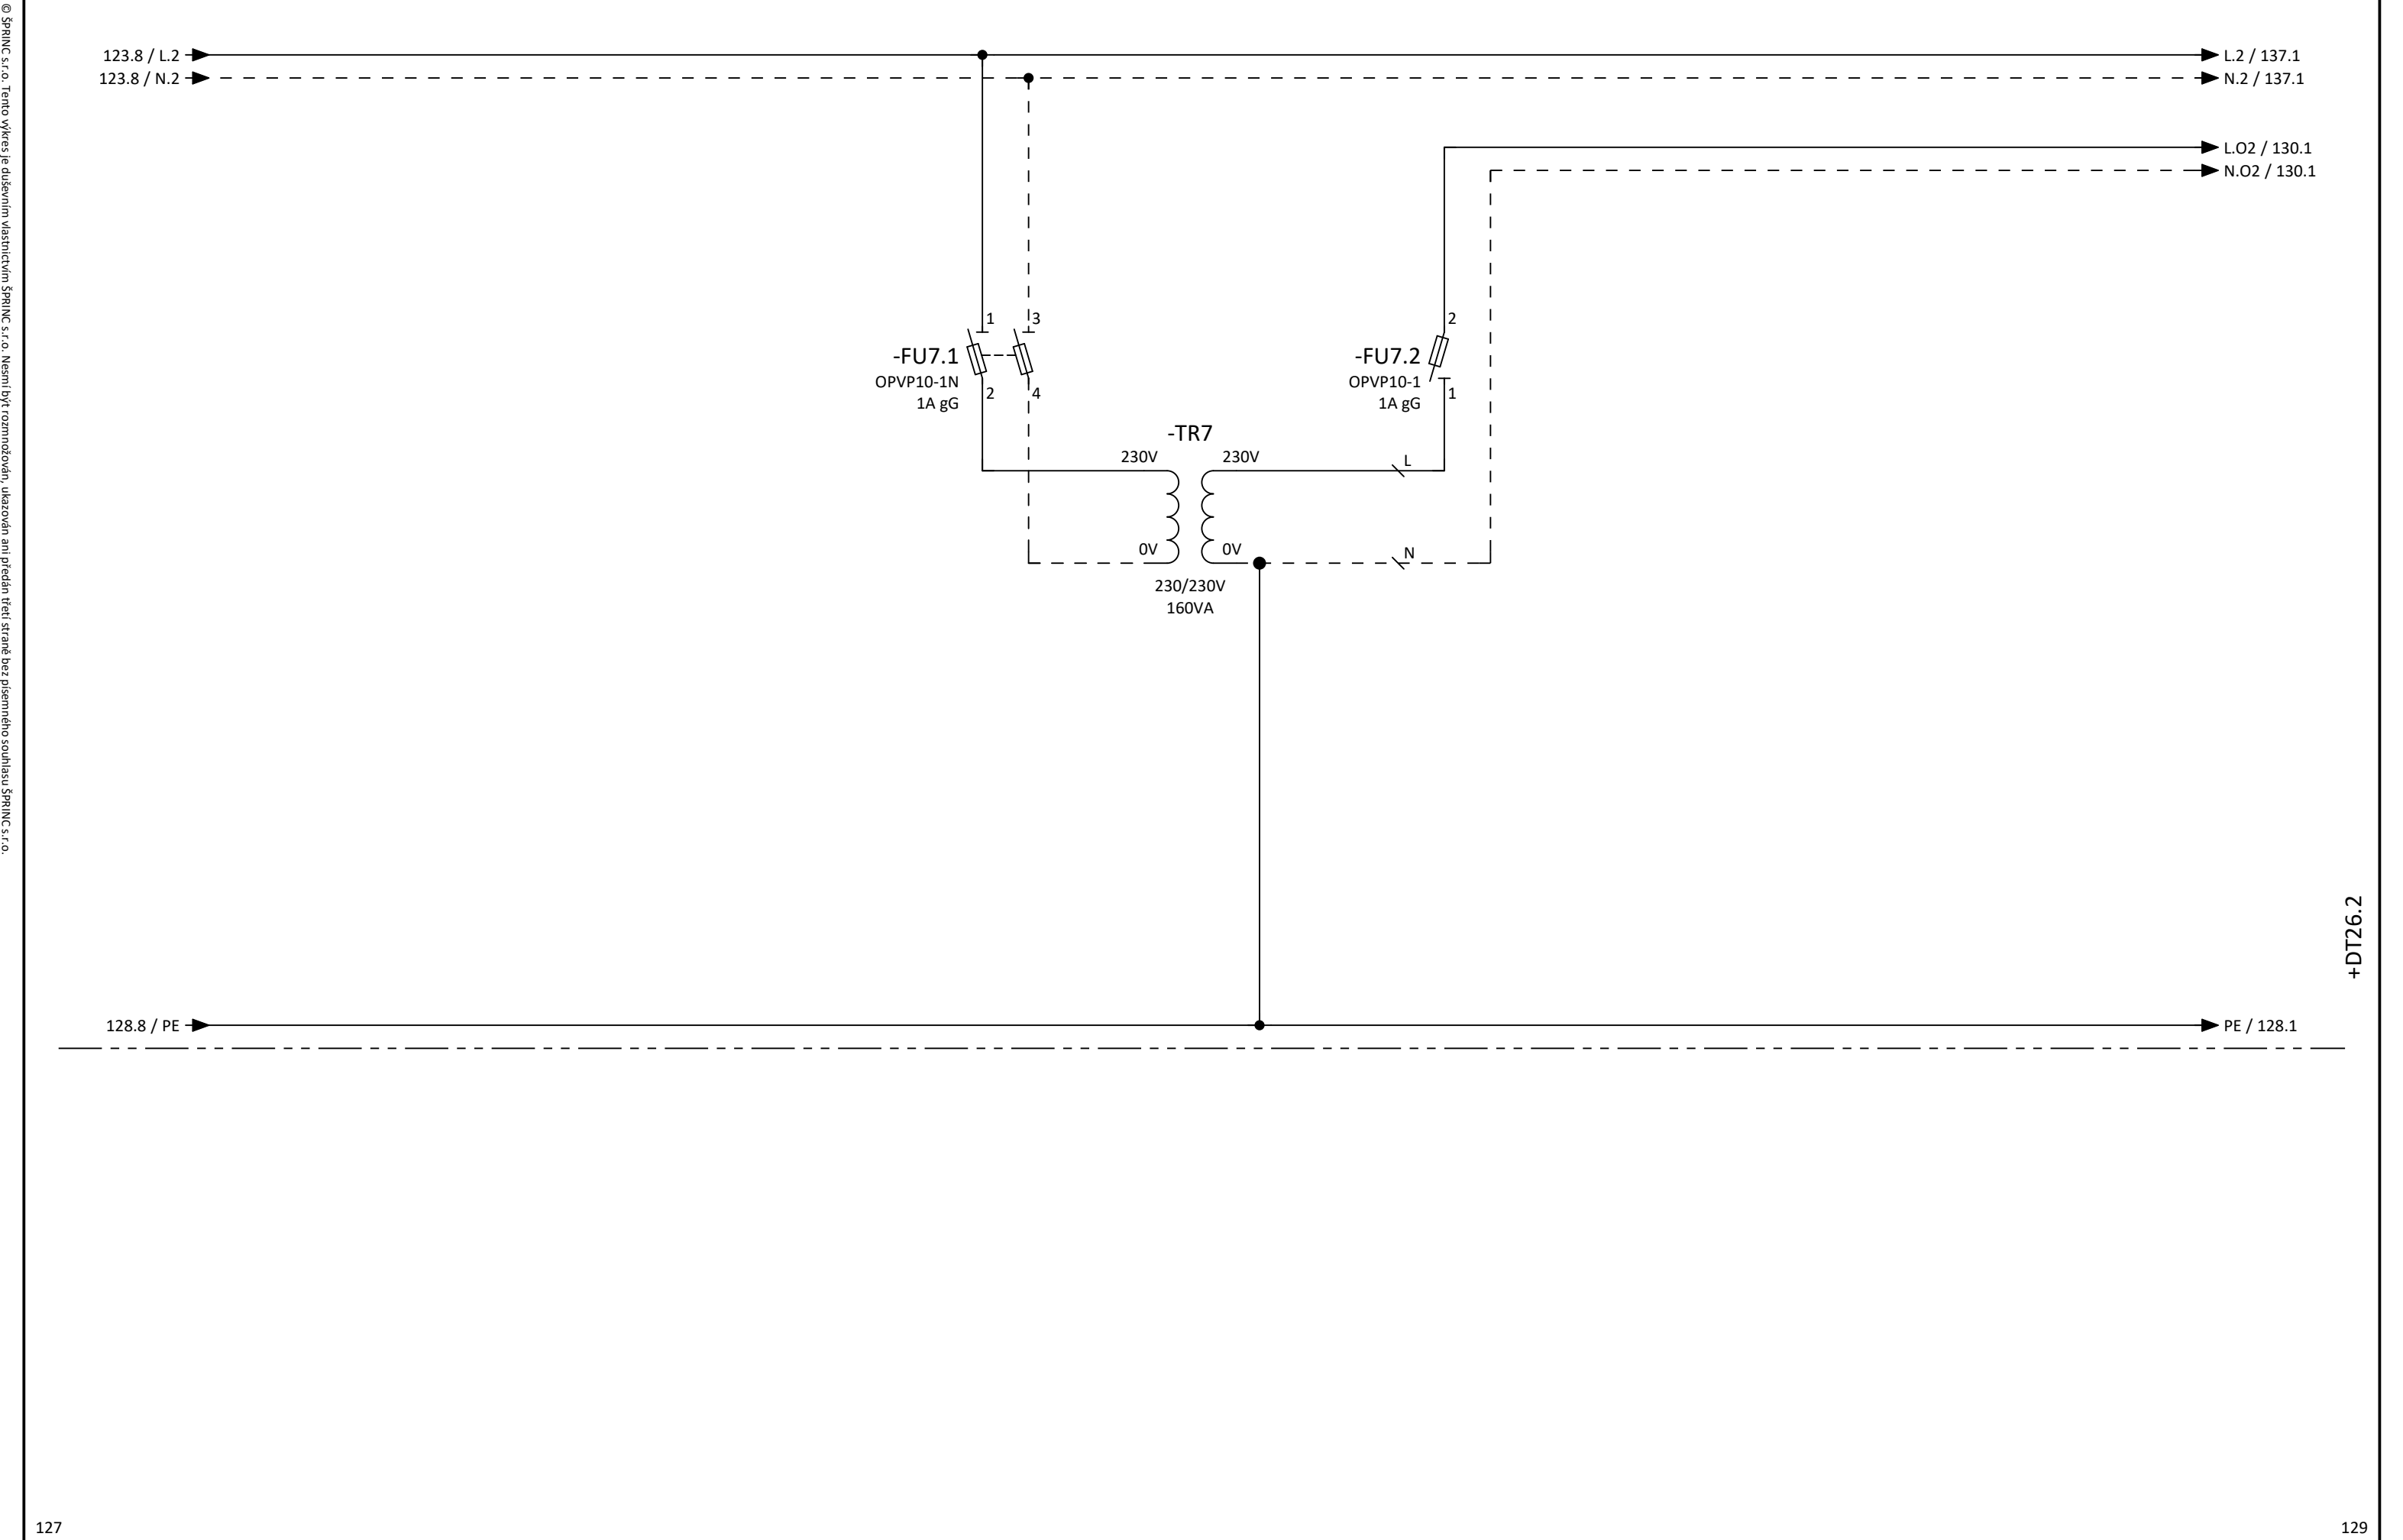 © ŠPRINC s.r.o. Tento výkres je duševním vlastnictvím ŠPRINC s.r.o. Nesmí být rozmnožován, ukazován ani předán třetí straně bez písemného souhlasu ŠPRINC s.r.o.
123.8 / L.2
L.2 / 137.1
123.8 / N.2
N.2 / 137.1
L.O2 / 130.1
N.O2 / 130.1
1
3
2
-FU7.1
-FU7.2
OPVP10-1N
OPVP10-1
1A gG
2
4
1A gG
1
-TR7
230V
230V
L
0V
0V
N
230/230V
160VA
+DT26.2
128.8 / PE
PE / 128.1
127
129